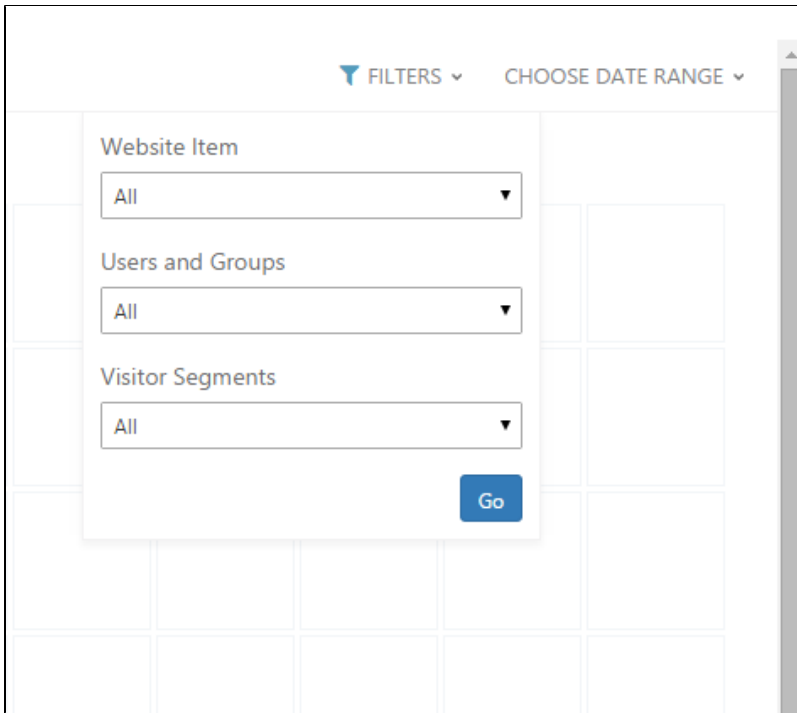 FILTERS CHOOSE DATE RANGE
Website Item
All
Users and Groups
All
Visitor Segments
All
Go